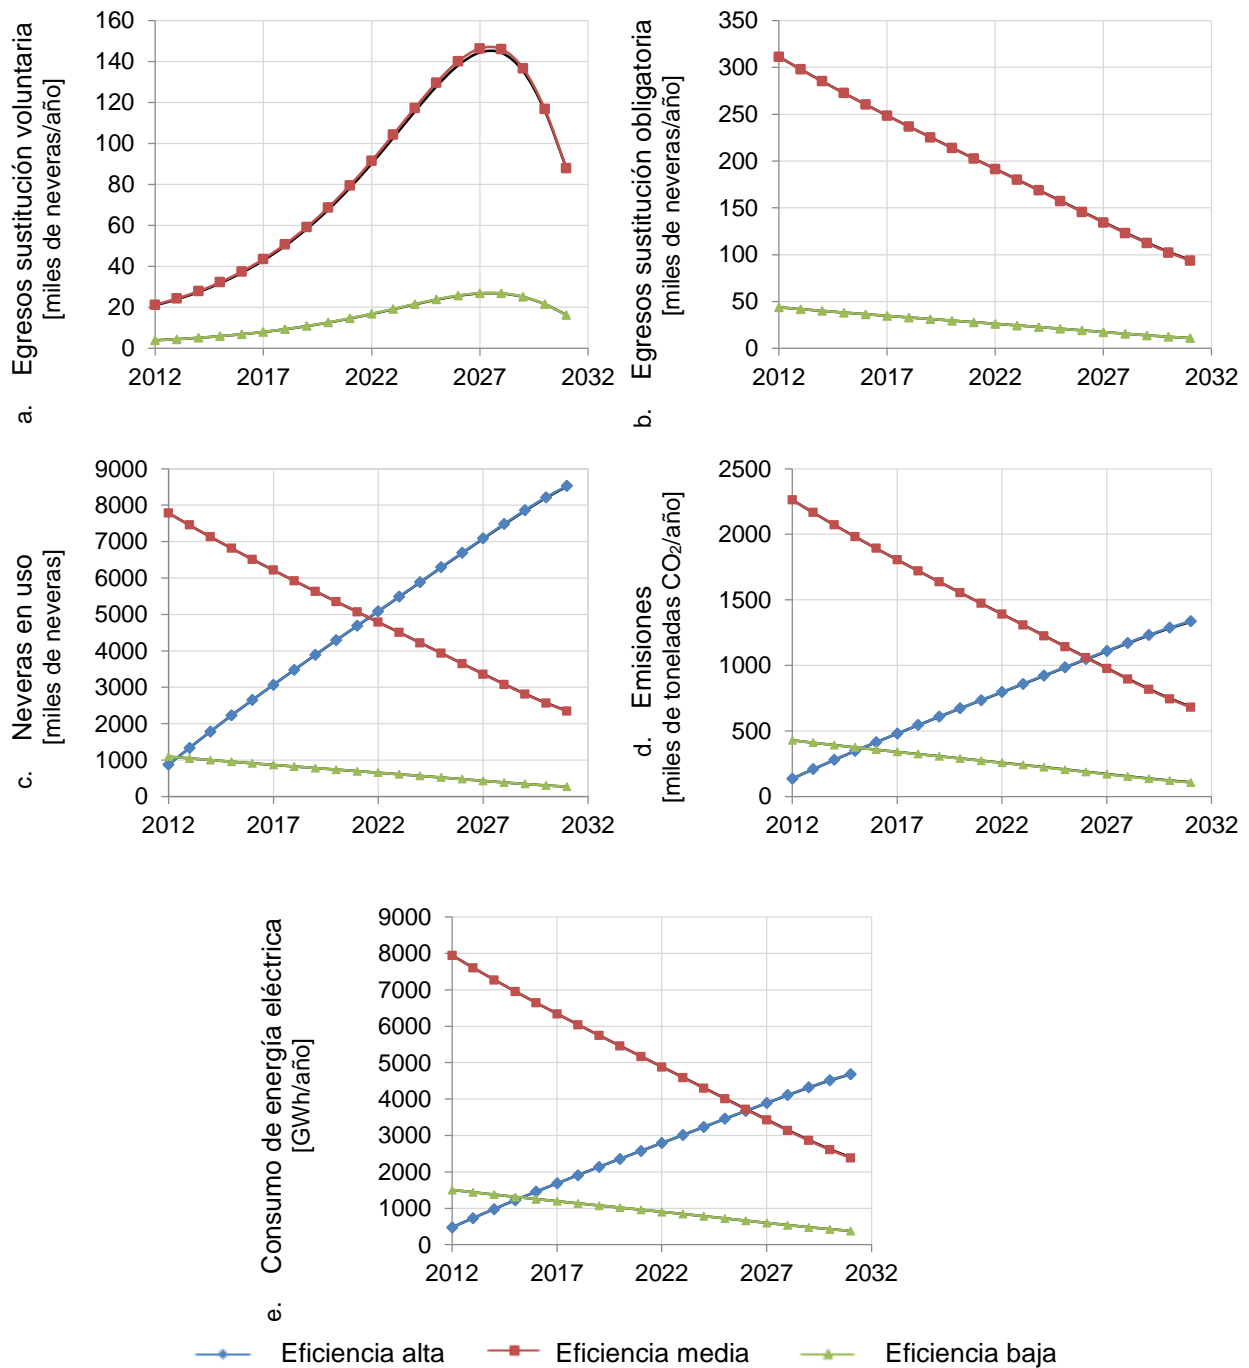 a. Egresos sustitución voluntaria
[miles de neveras/año]
160
140
120
100
80
60
40
20
0
2012 2017 2022 2027 2032
b. Egresos sustitución obligatoria
[miles de neveras/año]
350
300
250
200
150
100
50
0
2012 2017 2022 2027 2032
c. Neveras en uso
[miles de neveras]
9000
8000
7000
6000
5000
4000
3000
2000
1000
0
2012 2017 2022 2027 2032
d. Emisiones
[miles de toneladas CO₂/año]
2500
2000
1500
1000
500
0
2012 2017 2022 2027 2032
e. Consumo de energía eléctrica
[GWh/año]
9000
8000
7000
6000
5000
4000
3000
2000
1000
0
2012 2017 2022 2027 2032
Eficiencia alta Eficiencia media Eficiencia baja